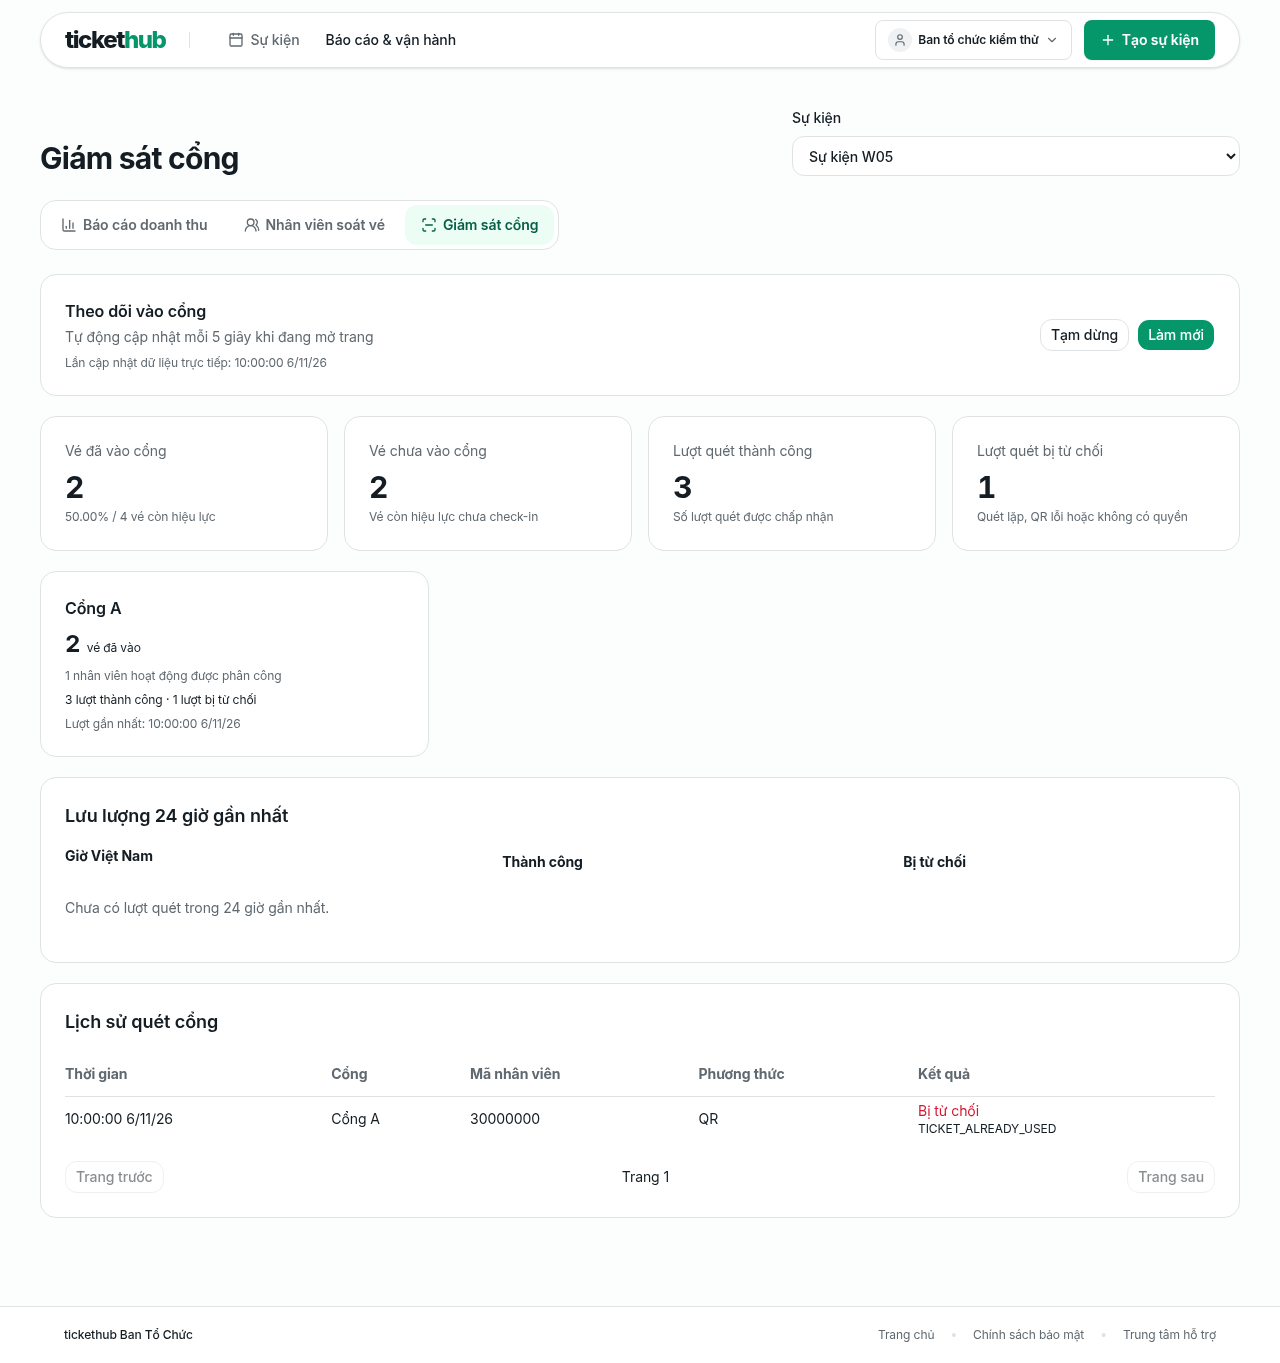 tickethub
Sự kiện
Báo cáo & vận hành
Ban tổ chức kiểm thử
Tạo sự kiện
Sự kiện
Giám sát cổng
Sự kiện W05
Báo cáo doanh thu
Nhân viên soát vé
Giám sát cổng
Theo dõi vào cổng
Tự động cập nhật mỗi 5 giây khi đang mở trang
Lần cập nhật dữ liệu trực tiếp: 10:00:00 6/11/26
Tạm dừng
Làm mới
Vé đã vào cổng
2
50.00% / 4 vé còn hiệu lực
Vé chưa vào cổng
2
Vé còn hiệu lực chưa check-in
Lượt quét thành công
3
Số lượt quét được chấp nhận
Lượt quét bị từ chối
1
Quét lặp, QR lỗi hoặc không có quyền
Cổng A
2 vé đã vào
1 nhân viên hoạt động được phân công
3 lượt thành công · 1 lượt bị từ chối
Lượt gần nhất: 10:00:00 6/11/26
Lưu lượng 24 giờ gần nhất
Giờ Việt Nam Thành công Bị từ chối
Chưa có lượt quét trong 24 giờ gần nhất.
Lịch sử quét cổng
Thời gian Cổng Mã nhân viên Phương thức Kết quả
10:00:00 6/11/26 Cổng A 30000000 QR Bị từ chối
TICKET_ALREADY_USED
Trang trước Trang 1 Trang sau
tickethub Ban Tổ Chức
Trang chủ • Chính sách bảo mật • Trung tâm hỗ trợ